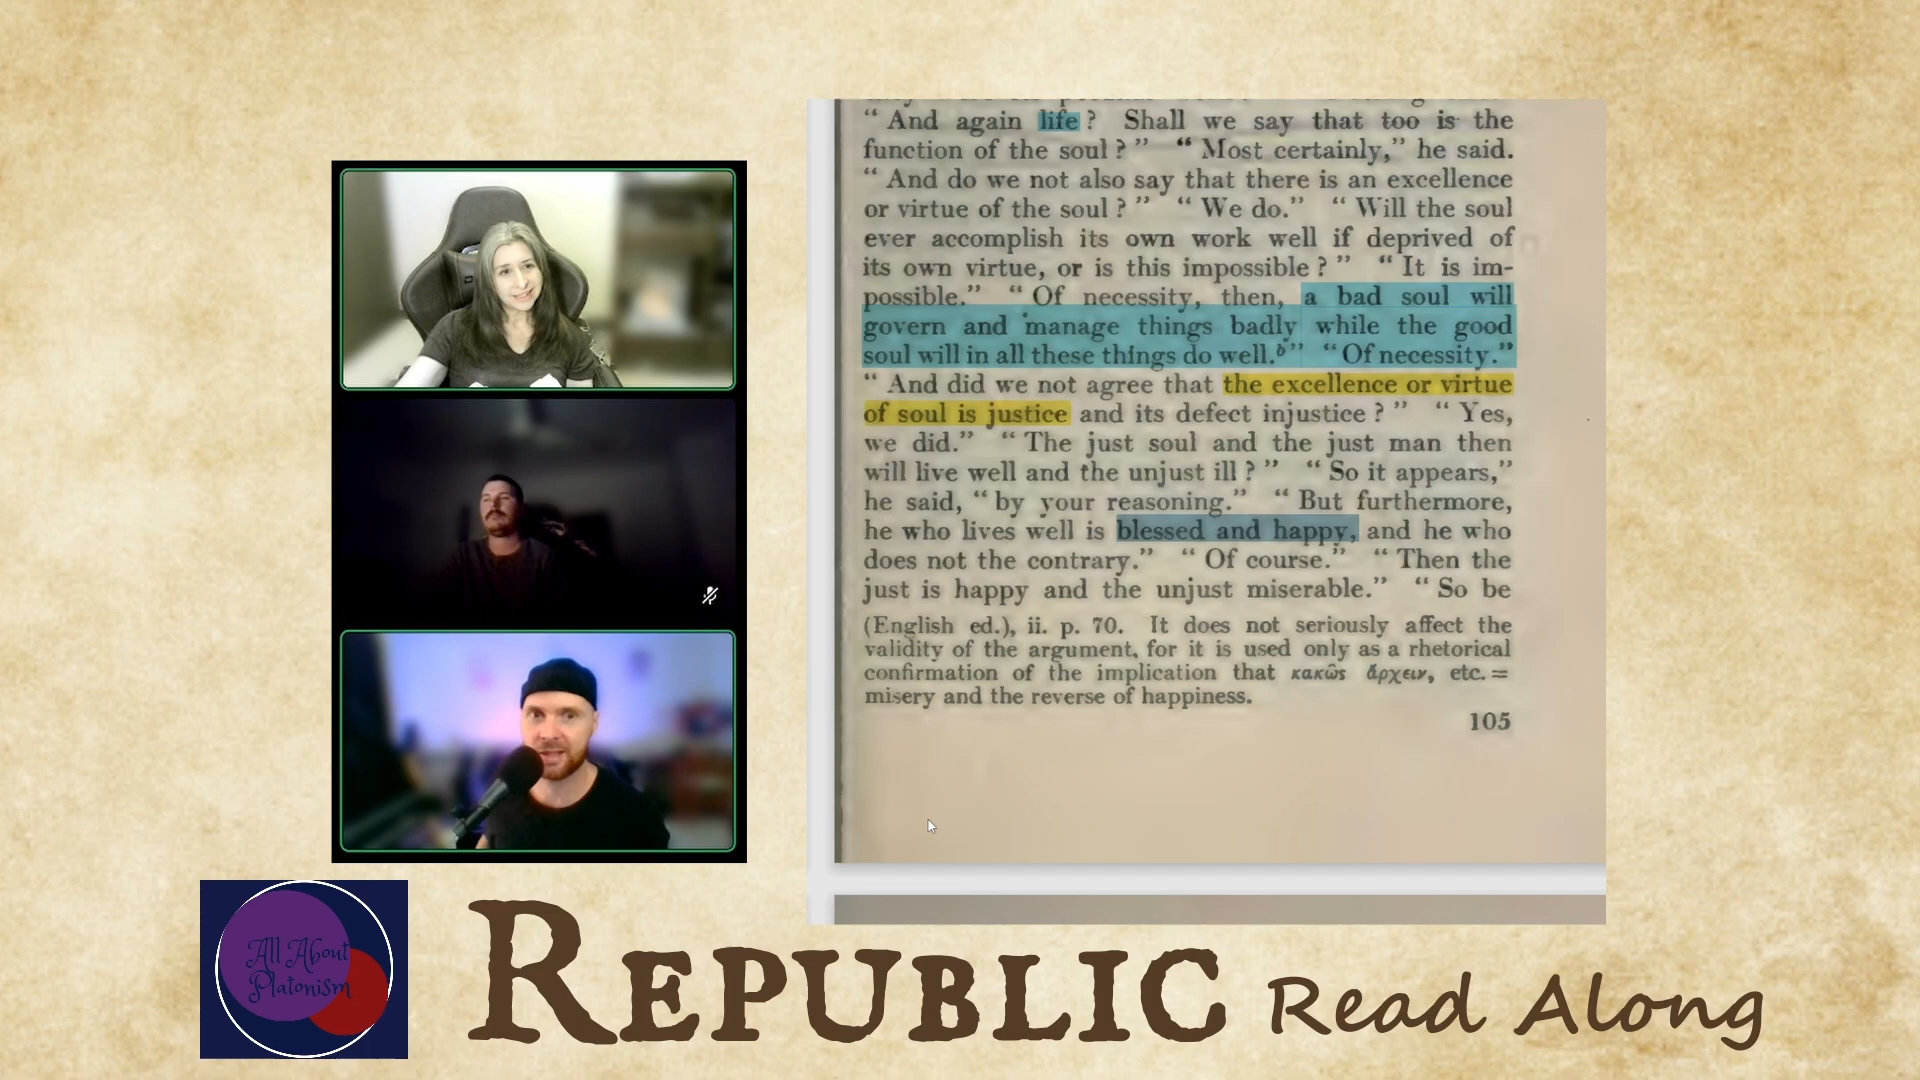 “ And again life ? Shall we say that too is the
function of the soul ? ” “ Most certainly,” he said.
“ And do we not also say that there is an excellence
or virtue of the soul ? ” “ We do.” “ Will the soul
ever accomplish its own work well if deprived of
its own virtue, or is this impossible ? ” “ It is im-
possible.” “ Of necessity, then, a bad soul will
govern and manage things badly while the good
soul will in all these things do well.ᵇ ” “ Of necessity.”
“ And did we not agree that the excellence or virtue
of soul is justice and its defect injustice ? ” “ Yes,
we did.” “ The just soul and the just man then
will live well and the unjust ill ? ” “ So it appears,”
he said, “ by your reasoning.” “ But furthermore,
he who lives well is blessed and happy, and he who
does not the contrary.” “ Of course.” “ Then the
just is happy and the unjust miserable.” “ So be
(English ed.), ii. p. 70. It does not seriously affect the
validity of the argument, for it is used only as a rhetorical
confirmation of the implication that κακῶς ἄρχειν, etc. =
misery and the reverse of happiness.
105
All About
Platonism
REPUBLIC Read Along